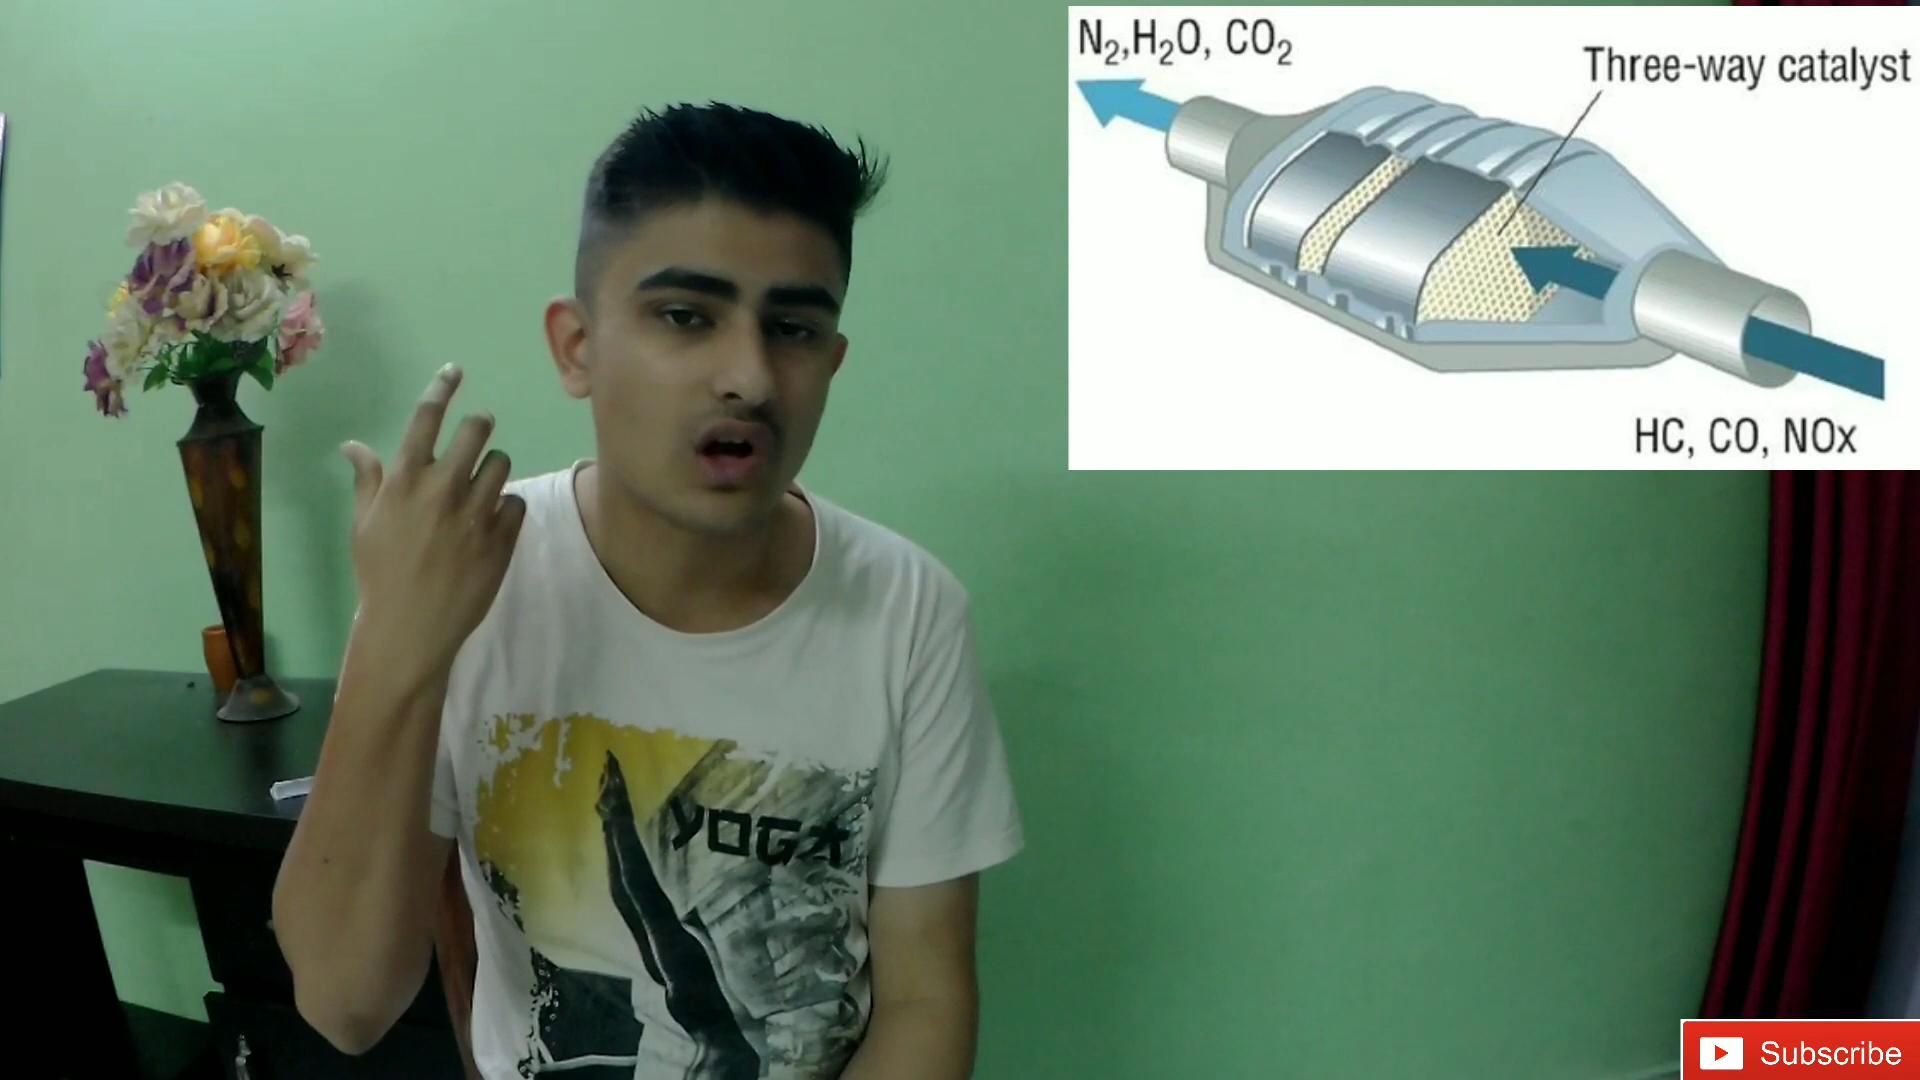 N₂,H₂O, CO₂
Three-way catalyst
HC, CO, NOx
YOGA
Subscribe